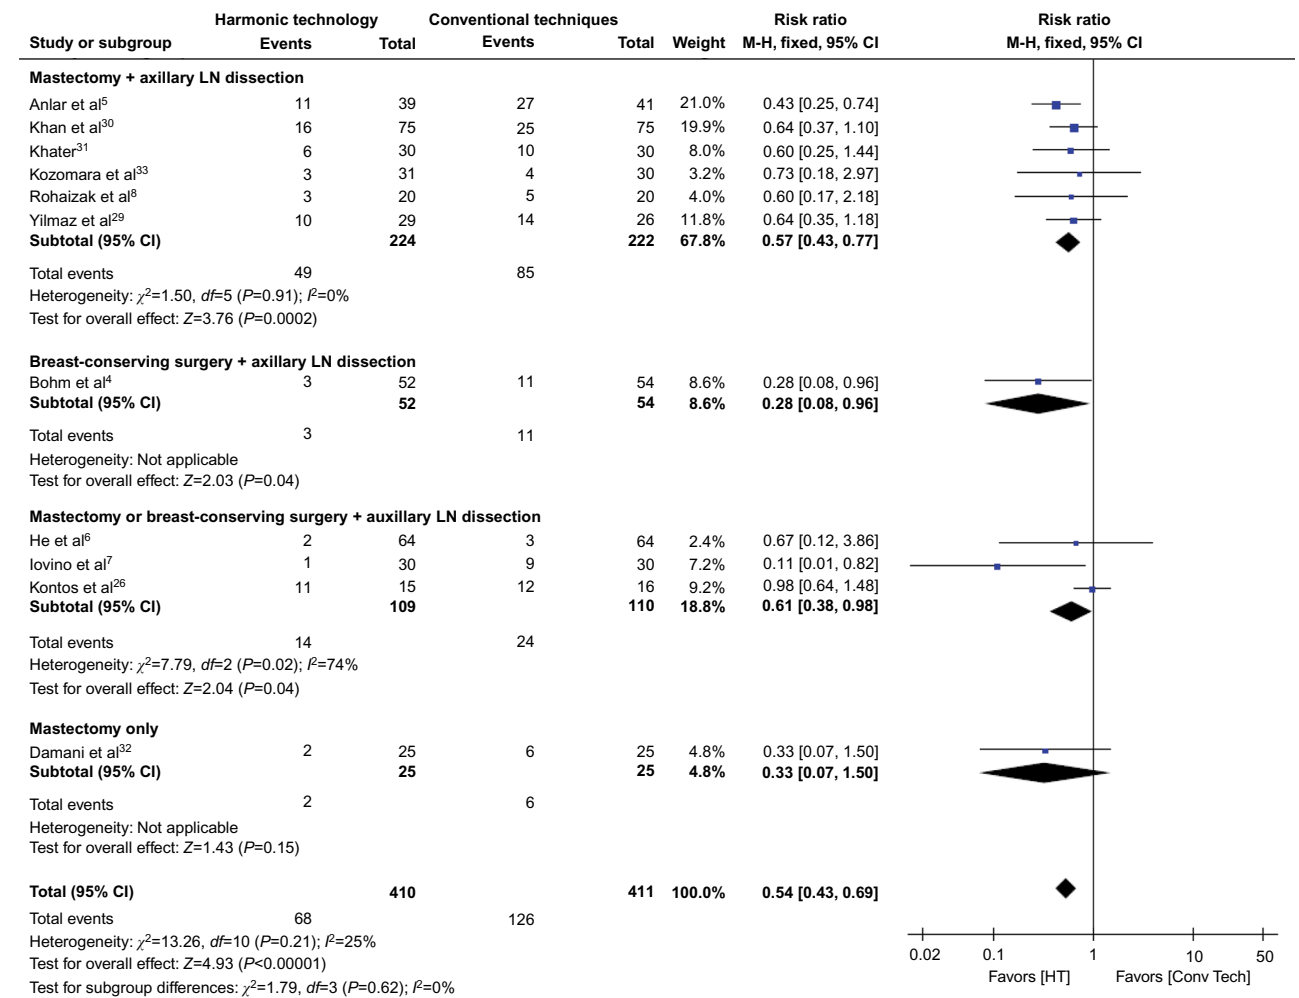 Harmonic technology Conventional techniques Risk ratio Risk ratio
Study or subgroup Events Total Events Total Weight M-H, fixed, 95% CI M-H, fixed, 95% CI
Mastectomy + axillary LN dissection
Anlar et al⁵ 11 39 27 41 21.0% 0.43 [0.25, 0.74]
Khan et al³⁰ 16 75 25 75 19.9% 0.64 [0.37, 1.10]
Khater³¹ 6 30 10 30 8.0% 0.60 [0.25, 1.44]
Kozomara et al³³ 3 31 4 30 3.2% 0.73 [0.18, 2.97]
Rohaizak et al⁸ 3 20 5 20 4.0% 0.60 [0.17, 2.18]
Yilmaz et al²⁹ 10 29 14 26 11.8% 0.64 [0.35, 1.18]
Subtotal (95% CI) 224 222 67.8% 0.57 [0.43, 0.77]
Total events 49 85
Heterogeneity: χ²=1.50, df=5 (P=0.91); I²=0%
Test for overall effect: Z=3.76 (P=0.0002)
Breast-conserving surgery + axillary LN dissection
Bohm et al⁴ 3 52 11 54 8.6% 0.28 [0.08, 0.96]
Subtotal (95% CI) 52 54 8.6% 0.28 [0.08, 0.96]
Total events 3 11
Heterogeneity: Not applicable
Test for overall effect: Z=2.03 (P=0.04)
Mastectomy or breast-conserving surgery + auxillary LN dissection
He et al⁶ 2 64 3 64 2.4% 0.67 [0.12, 3.86]
Iovino et al⁷ 1 30 9 30 7.2% 0.11 [0.01, 0.82]
Kontos et al²⁶ 11 15 12 16 9.2% 0.98 [0.64, 1.48]
Subtotal (95% CI) 109 110 18.8% 0.61 [0.38, 0.98]
Total events 14 24
Heterogeneity: χ²=7.79, df=2 (P=0.02); I²=74%
Test for overall effect: Z=2.04 (P=0.04)
Mastectomy only
Damani et al³² 2 25 6 25 4.8% 0.33 [0.07, 1.50]
Subtotal (95% CI) 25 25 4.8% 0.33 [0.07, 1.50]
Total events 2 6
Heterogeneity: Not applicable
Test for overall effect: Z=1.43 (P=0.15)
Total (95% CI) 410 411 100.0% 0.54 [0.43, 0.69]
Total events 68 126
Heterogeneity: χ²=13.26, df=10 (P=0.21); I²=25%
Test for overall effect: Z=4.93 (P<0.00001)
Test for subgroup differences: χ²=1.79, df=3 (P=0.62); I²=0%
0.02 0.1 1 10 50
Favors [HT] Favors [Conv Tech]